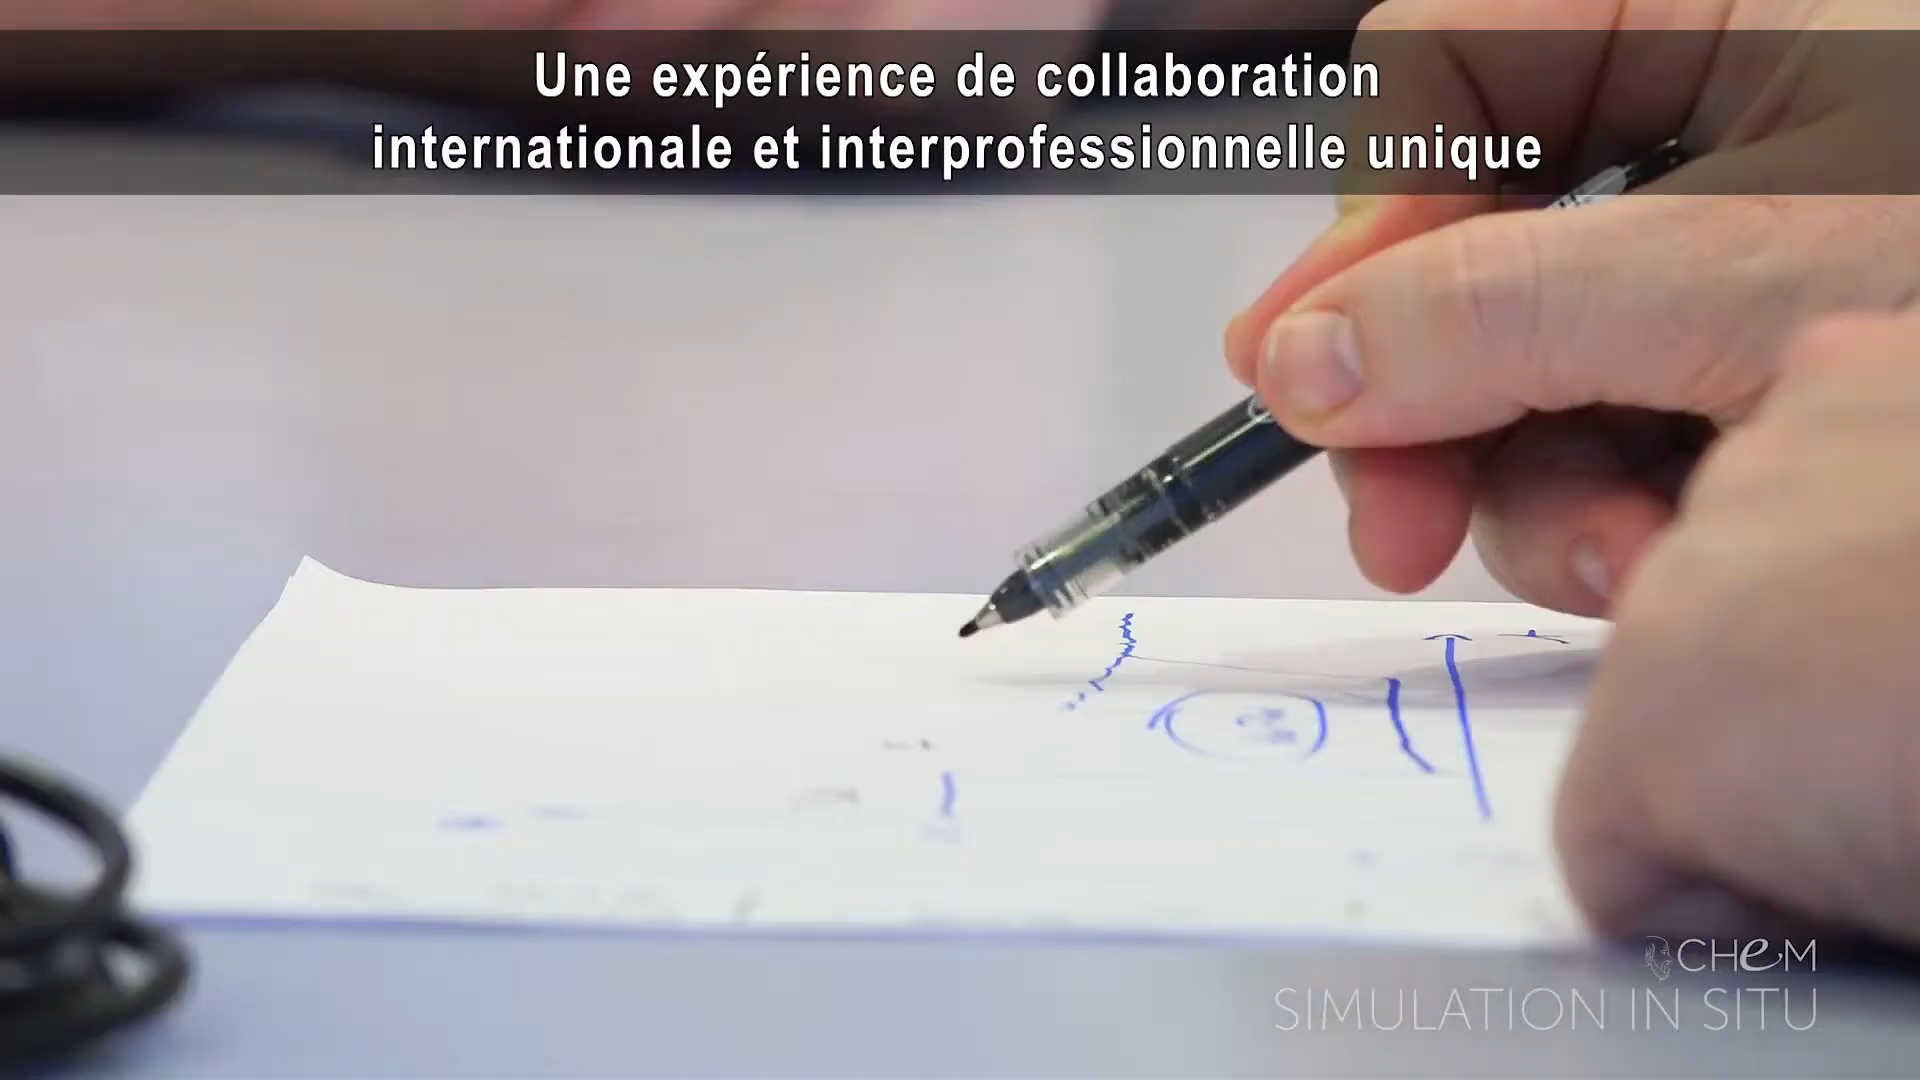 Une expérience de collaboration
internationale et interprofessionnelle unique
CHeM
SIMULATION IN SITU